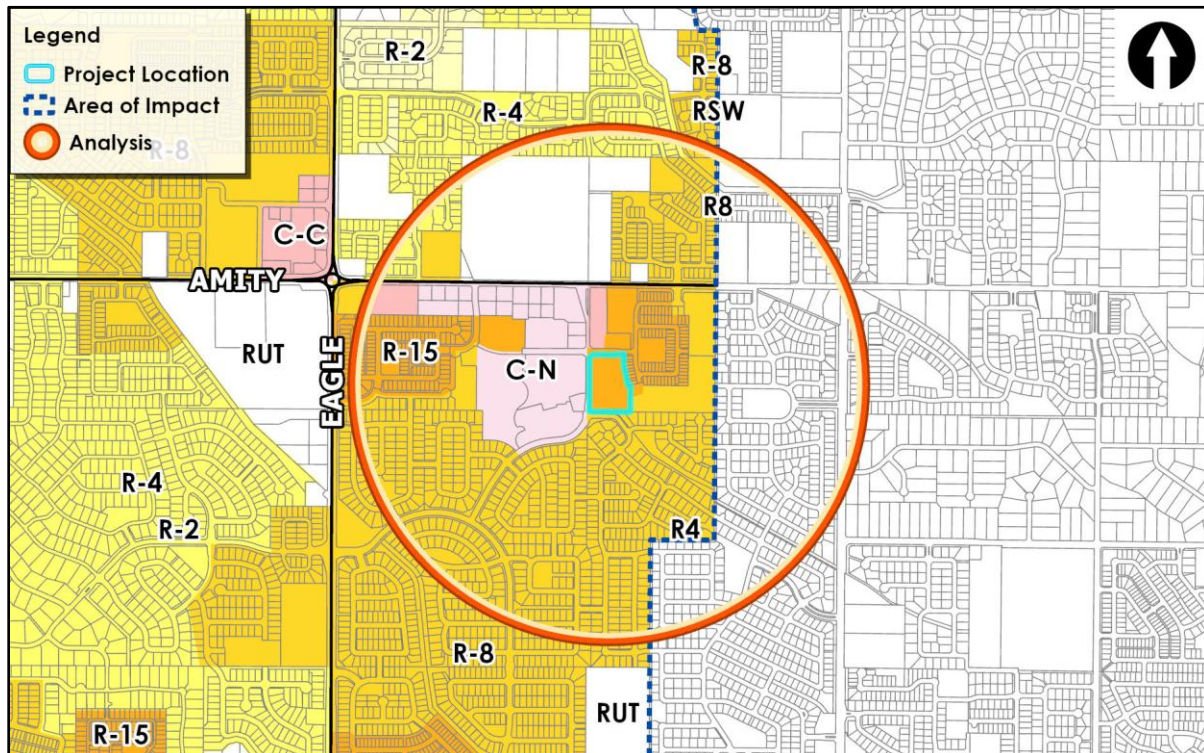 Legend
Project Location
Area of Impact
Analysis
R-8
R-2
R-8
R-4
RSW
R8
C-C
AMITY
EAGLE
RUT
R-15
C-N
R-4
R-2
R4
R-8
RUT
R-15